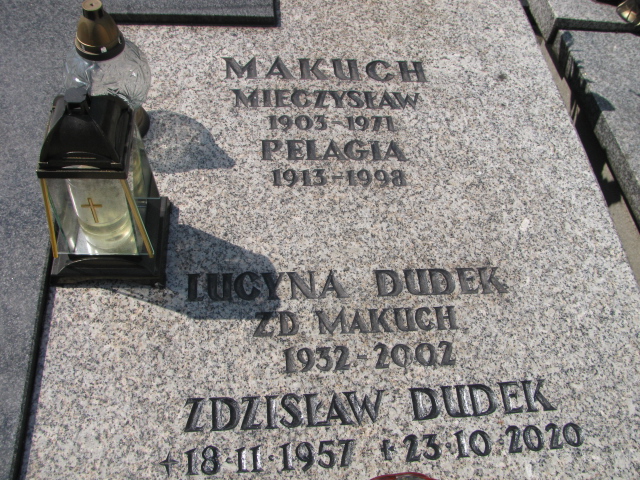 MAKUCH
MIECZYSŁAW
1903-1971
PELAGIA
1913-1998
LUCYNA DUDEK
ZD MAKUCH
1932-2002
ZDZISŁAW DUDEK
+18·11·1957 +23·10·2020